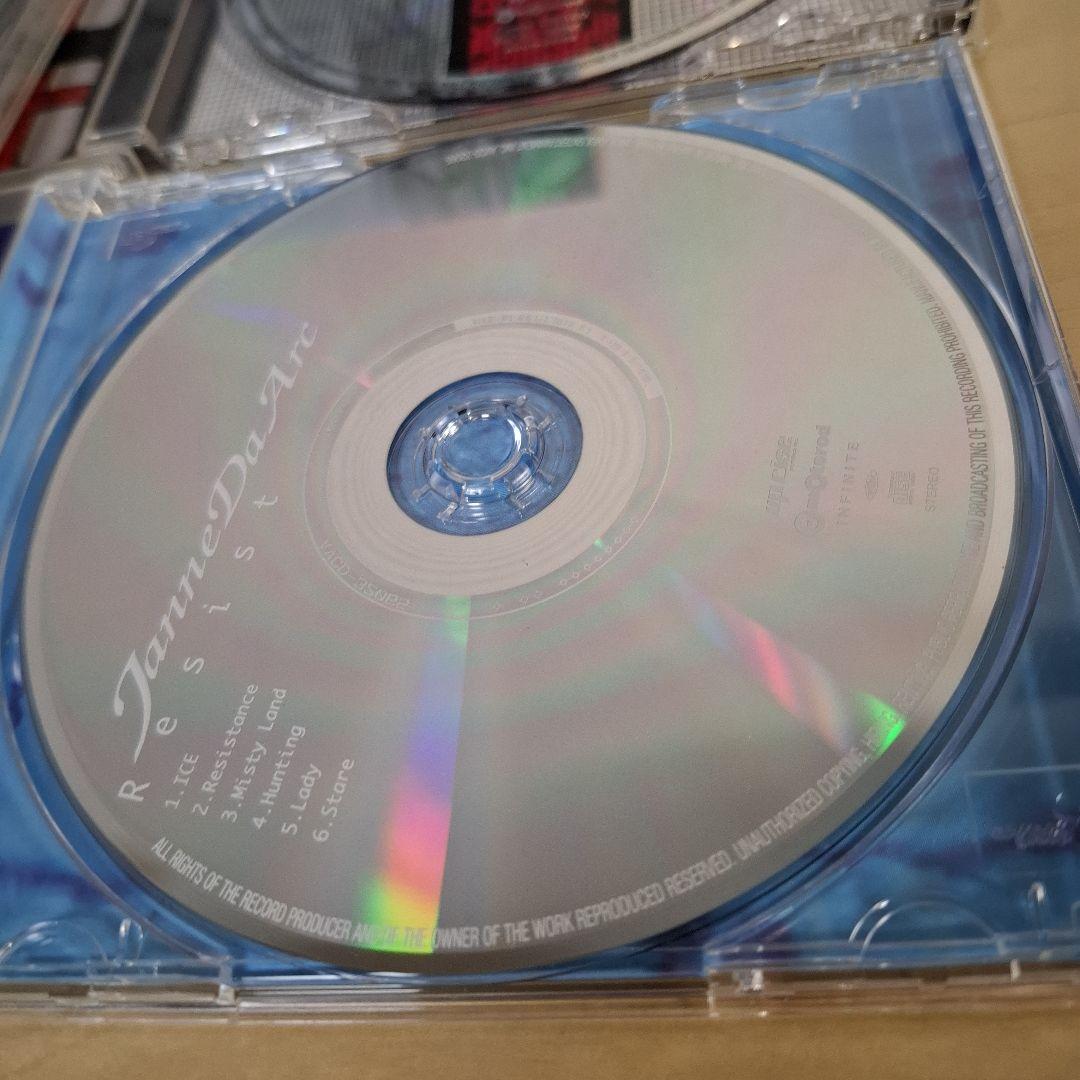 Janne Da Arc
Resist
1.ICE
2.Resistance
3.Misty Land
4.Hunting
5.Lady
6.Stare
INFINITE
STEREO
ALL RIGHTS OF THE RECORD PRODUCER AND OF THE OWNER OF THE WORK REPRODUCED RESERVED. UNAUTHORIZED COPYING, AND BROADCASTING OF THIS RECORDING PROHIBITED.